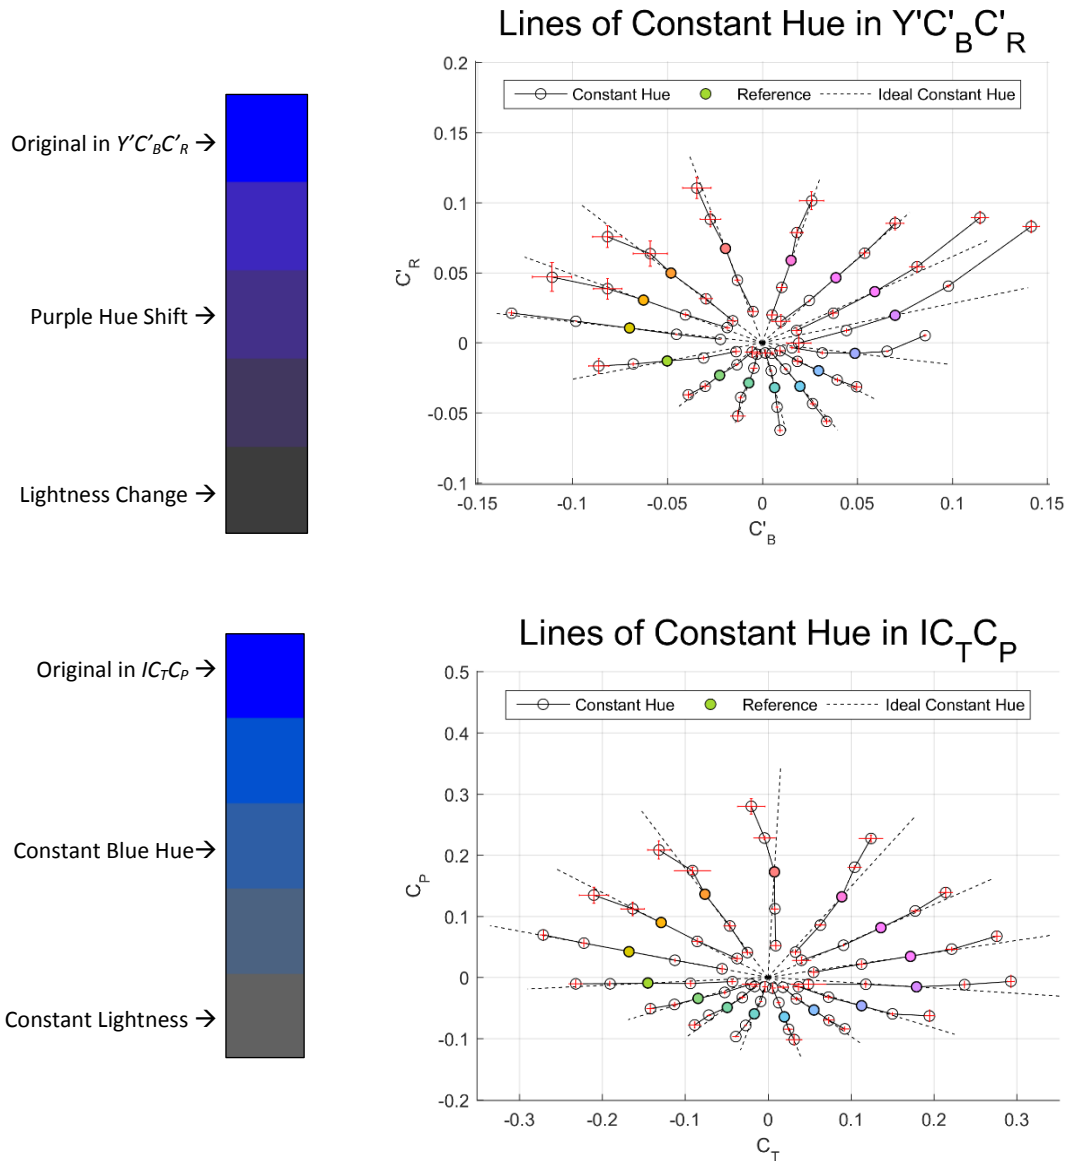 Lines of Constant Hue in Y'C'BC'R
Original in Y'C'BC'R →
Purple Hue Shift →
Lightness Change →
Constant Hue Reference Ideal Constant Hue
0.2
0.15
0.1
0.05
0
-0.05
-0.1
C'R
-0.15 -0.1 -0.05 0 0.05 0.1 0.15
C'B
Lines of Constant Hue in ICTCP
Original in ICTCP →
Constant Blue Hue→
Constant Lightness →
Constant Hue Reference Ideal Constant Hue
0.5
0.4
0.3
0.2
0.1
0
-0.1
-0.2
CP
-0.3 -0.2 -0.1 0 0.1 0.2 0.3
CT